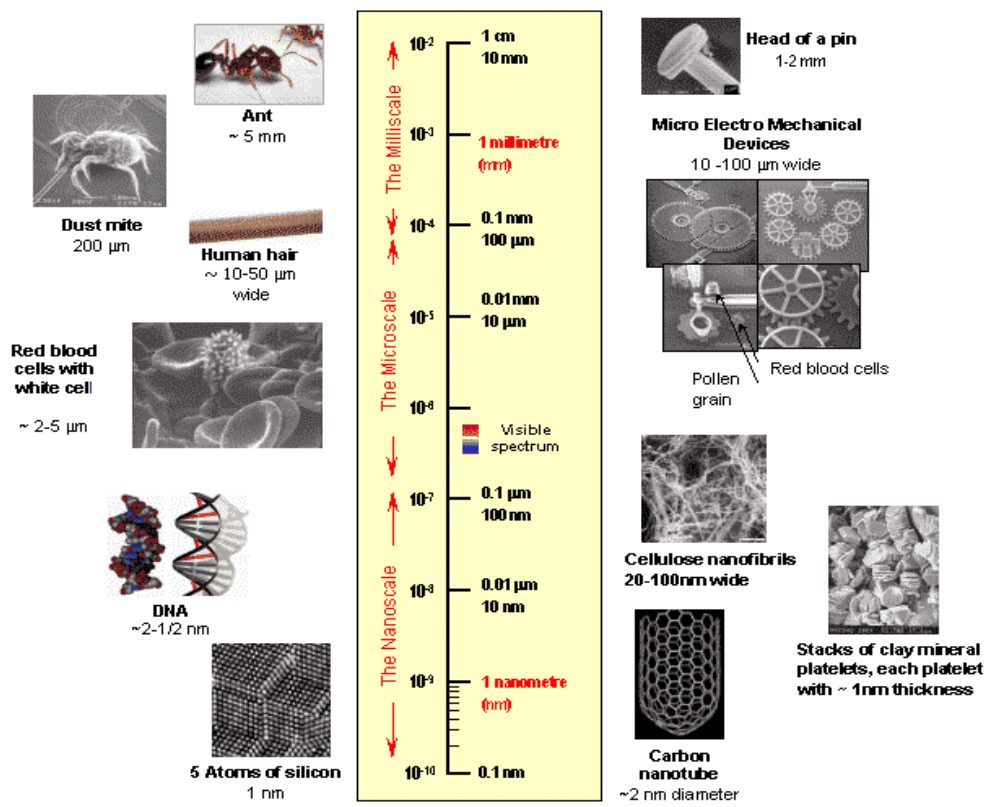 Ant
~ 5 mm
Dust mite
200 µm
Human hair
~ 10-50 µm
wide
Red blood
cells with
white cell
~ 2-5 µm
DNA
~2-1/2 nm
5 Atoms of silicon
1 nm
The Milliscale
The Microscale
The Nanoscale
10-2
1 cm
10 mm
10-3
1 millimetre
(mm)
10-4
0.1 mm
100 µm
10-5
0.01 mm
10 µm
10-6
Visible
spectrum
10-7
0.1 µm
100 nm
10-8
0.01 µm
10 nm
10-9
1 nanometre
(nm)
10-10
0.1 nm
Head of a pin
1-2 mm
Micro Electro Mechanical
Devices
10 -100 µm wide
Red blood cells
Pollen
grain
Cellulose nanofibrils
20-100nm wide
Stacks of clay mineral
platelets, each platelet
with ~ 1nm thickness
Carbon
nanotube
~2 nm diameter